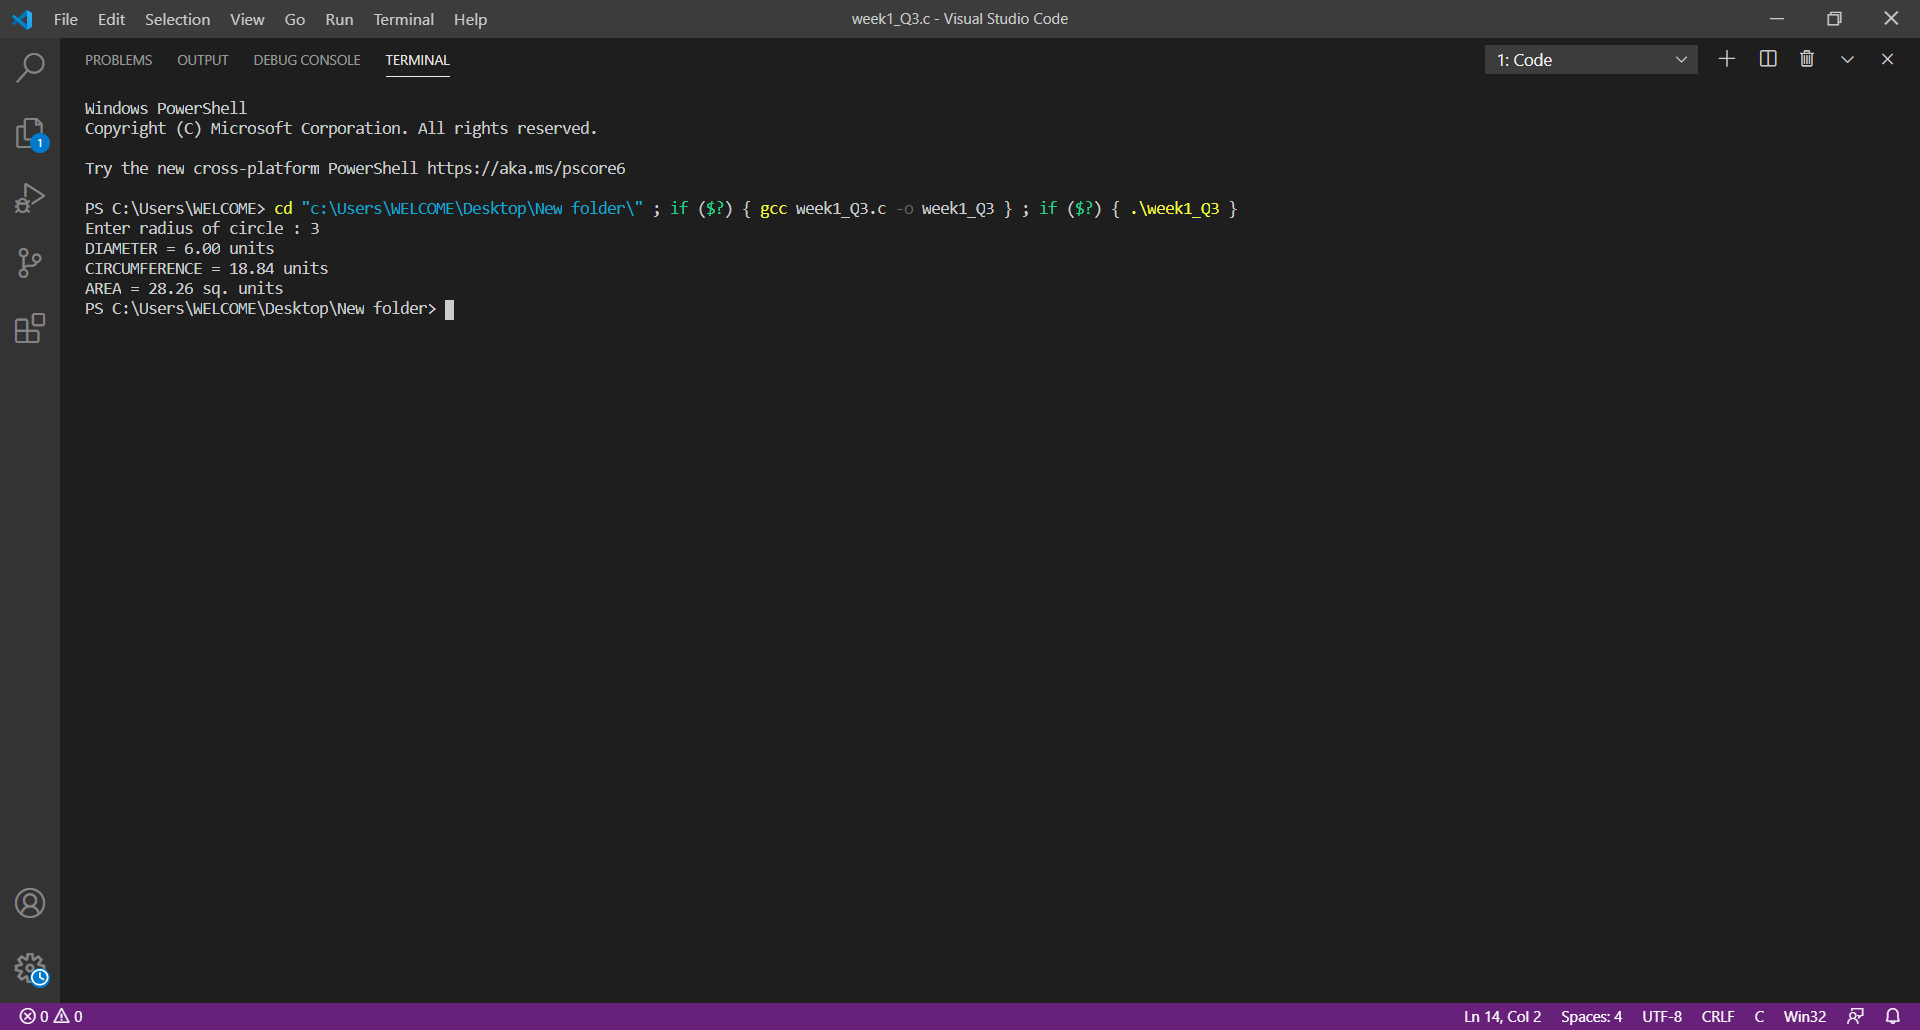 File Edit Selection View Go Run Terminal Help week1_Q3.c - Visual Studio Code
PROBLEMS OUTPUT DEBUG CONSOLE TERMINAL 1: Code
1
Windows PowerShell
Copyright (C) Microsoft Corporation. All rights reserved.
Try the new cross-platform PowerShell https://aka.ms/pscore6
PS C:\Users\WELCOME> cd "c:\Users\WELCOME\Desktop\New folder\" ; if ($?) { gcc week1_Q3.c -o week1_Q3 } ; if ($?) { .\week1_Q3 }
Enter radius of circle : 3
DIAMETER = 6.00 units
CIRCUMFERENCE = 18.84 units
AREA = 28.26 sq. units
PS C:\Users\WELCOME\Desktop\New folder>
0 0 Ln 14, Col 2 Spaces: 4 UTF-8 CRLF C Win32